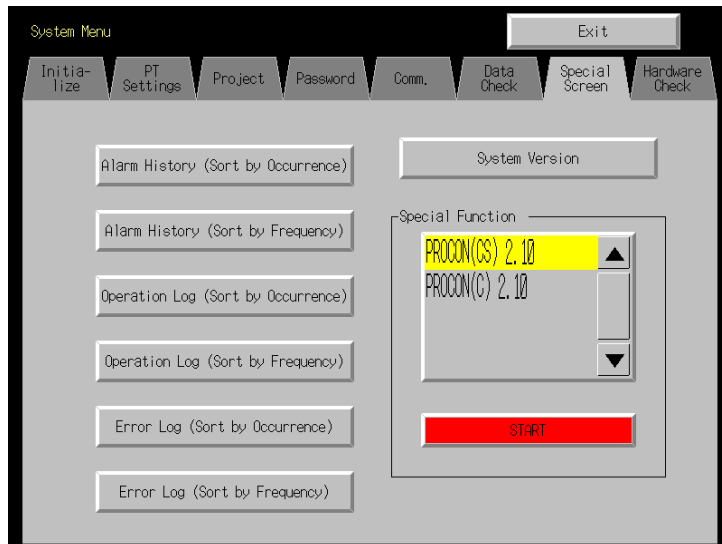 System Menu
Exit
Initia-
lize
PT
Settings
Project
Password
Comm.
Data
Check
Special
Screen
Hardware
Check
Alarm History (Sort by Occurrence)
Alarm History (Sort by Frequency)
Operation Log (Sort by Occurrence)
Operation Log (Sort by Frequency)
Error Log (Sort by Occurrence)
Error Log (Sort by Frequency)
System Version
Special Function
PROCON(CS) 2.10
PROCON(C) 2.10
START